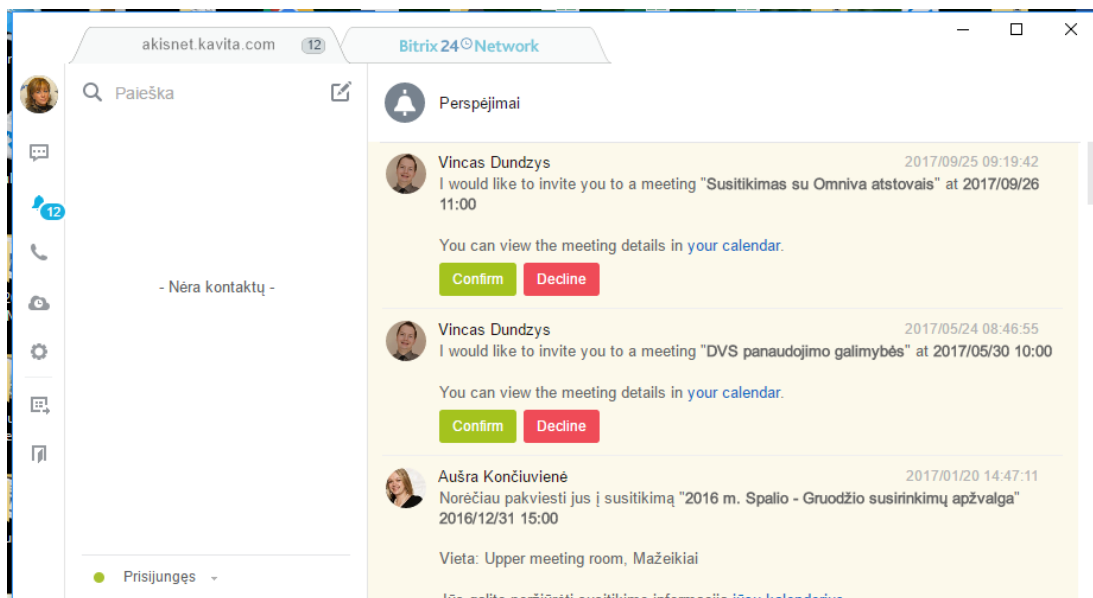 akisnet.kavita.com 12
Bitrix24 Network
Paieška
Perspėjimai
12
- Nėra kontaktų -
Prisijungęs
Vincas Dundzys 2017/09/25 09:19:42
I would like to invite you to a meeting "Susitikimas su Omniva atstovais" at 2017/09/26
11:00
You can view the meeting details in your calendar.
Confirm Decline
Vincas Dundzys 2017/05/24 08:46:55
I would like to invite you to a meeting "DVS panaudojimo galimybės" at 2017/05/30 10:00
You can view the meeting details in your calendar.
Confirm Decline
Aušra Končiuvienė 2017/01/20 14:47:11
Norėčiau pakviesti jus į susitikimą "2016 m. Spalio - Gruodžio susirinkimų apžvalga"
2016/12/31 15:00
Vieta: Upper meeting room, Mažeikiai